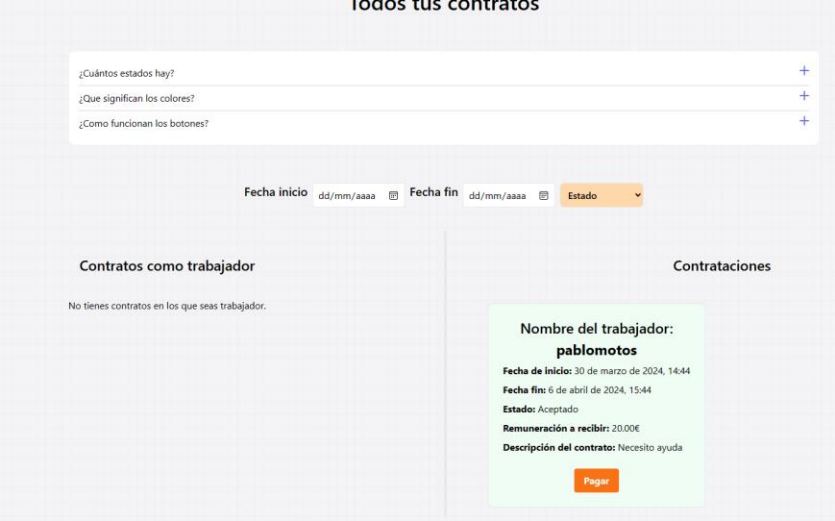 Todos tus contratos
¿Cuántos estados hay?
¿Que significan los colores?
¿Como funcionan los botones?
Fecha inicio dd/mm/aaaa Fecha fin dd/mm/aaaa Estado
Contratos como trabajador
No tienes contratos en los que seas trabajador.
Contrataciones
Nombre del trabajador:
pablomotos
Fecha de inicio: 30 de marzo de 2024, 14:44
Fecha fin: 6 de abril de 2024, 15:44
Estado: Aceptado
Remuneración a recibir: 20.00€
Descripción del contrato: Necesito ayuda
Pagar